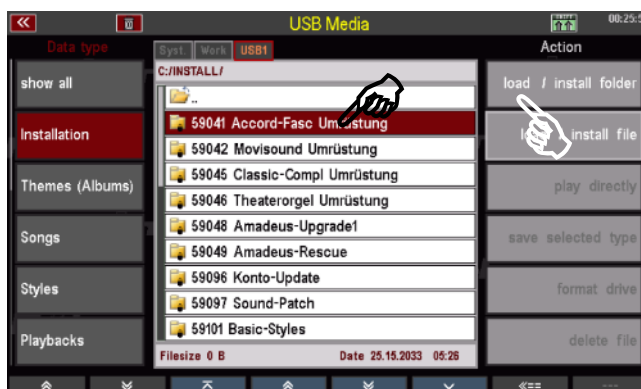 USB Media
00:25:
Data type
Syst. Work USB1
Action
show all
Installation
Themes (Albums)
Songs
Styles
Playbacks
C:/INSTALL/
..
59041 Accord-Fasc Umrüstung
59042 Movisound Umrüstung
59045 Classic-Compl Umrüstung
59046 Theaterorgel Umrüstung
59048 Amadeus-Upgrade1
59049 Amadeus-Rescue
59096 Konto-Update
59097 Sound-Patch
59101 Basic-Styles
Filesize 0 B Date 25.15.2033 05:26
load / install folder
install file
play directly
save selected type
format drive
delete file